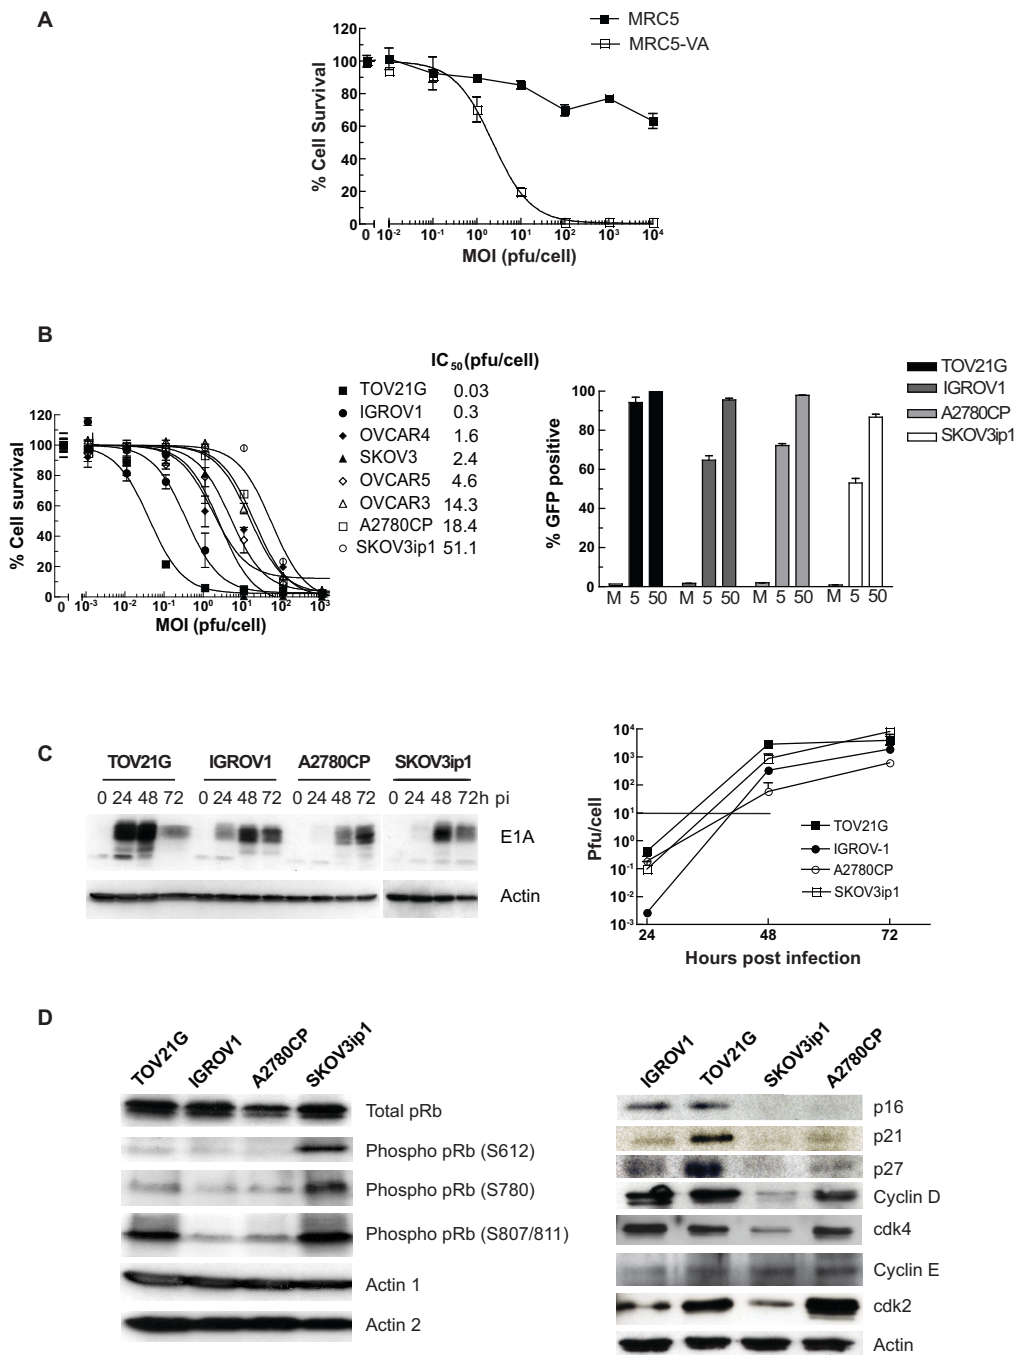 A
MRC5
MRC5-VA
% Cell Survival
120
100
80
60
40
20
0
0 10-2 10-1 10⁰ 10¹ 10² 10³ 10⁴
MOI (pfu/cell)
B
IC50(pfu/cell)
TOV21G 0.03
IGROV1 0.3
OVCAR4 1.6
SKOV3 2.4
OVCAR5 4.6
OVCAR3 14.3
A2780CP 18.4
SKOV3ip1 51.1
% Cell survival
120
100
80
60
40
20
0
0 10-3 10-2 10-1 10⁰ 10¹ 10² 10³
MOI (pfu/cell)
TOV21G
IGROV1
A2780CP
SKOV3ip1
% GFP positive
100
80
60
40
20
0
M 5 50 M 5 50 M 5 50 M 5 50
C
TOV21G IGROV1 A2780CP SKOV3ip1
0 24 48 72 0 24 48 72 0 24 48 72 0 24 48 72h pi
E1A
Actin
Pfu/cell
10⁴
10³
10²
10¹
10⁰
10-1
10-2
10-3
24 48 72
Hours post infection
TOV21G
IGROV-1
A2780CP
SKOV3ip1
D
TOV21G IGROV1 A2780CP SKOV3ip1
Total pRb
Phospho pRb (S612)
Phospho pRb (S780)
Phospho pRb (S807/811)
Actin 1
Actin 2
IGROV1 TOV21G SKOV3ip1 A2780CP
p16
p21
p27
Cyclin D
cdk4
Cyclin E
cdk2
Actin